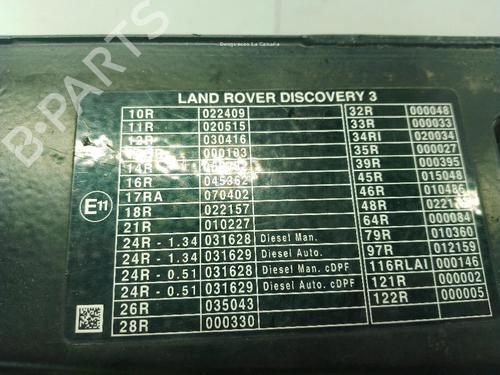 Desguaces La Cabaña
B-PARTS
LAND ROVER DISCOVERY 3
10R 022409
11R 020515
12R 030416
000193
14R
16R 045362
17RA 070402
18R 022157
21R 010227
24R - 1.34 031628 Diesel Man.
24R - 1.34 031629 Diesel Auto.
24R - 0.51 031628 Diesel Man. cDPF
24R - 0.51 031629 Diesel Auto. cDPF
26R 035043
28R 000330
32R 000048
33R 000033
34RI 020034
35R 000027
39R 000395
45R 015048
46R 010486
48R
64R 000084
79R 010360
97R 012159
116RLAI 000146
121R 000002
122R 000005
E11